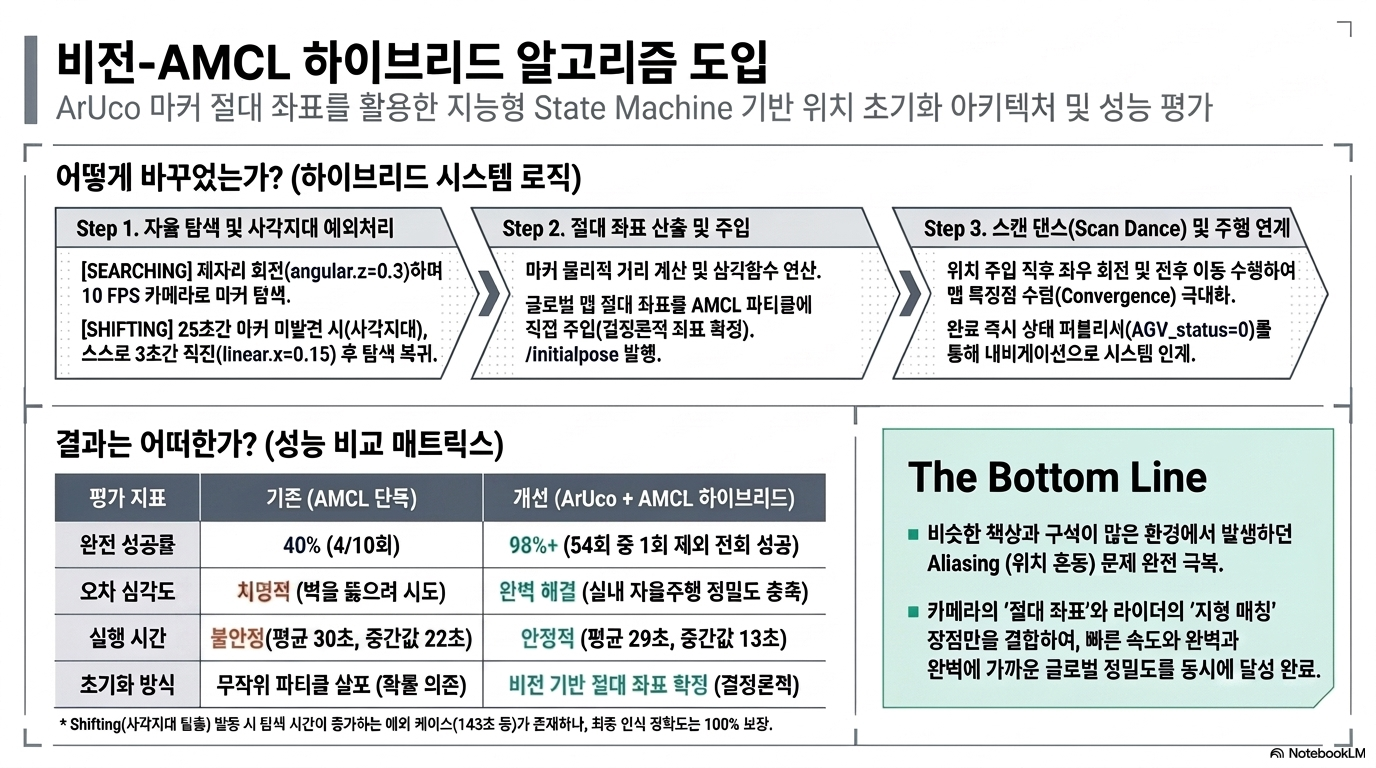 비전-AMCL 하이브리드 알고리즘 도입
ArUco 마커 절대 좌표를 활용한 지능형 State Machine 기반 위치 초기화 아키텍처 및 성능 평가
어떻게 바꾸었는가? (하이브리드 시스템 로직)
Step 1. 자율 탐색 및 사각지대 예외처리
[SEARCHING] 제자리 회전(angular.z=0.3)하며
10 FPS 카메라로 마커 탐색.
[SHIFTING] 25초간 마커 미발견 시(사각지대),
스스로 3초간 직진(linear.x=0.15) 후 탐색 복귀.
Step 2. 절대 좌표 산출 및 주입
마커 물리적 거리 계산 및 삼각함수 연산.
글로벌 맵 절대 좌표를 AMCL 파티클에
직접 주입(결정론적 좌표 확정).
/initialpose 발행.
Step 3. 스캔 댄스(Scan Dance) 및 주행 연계
위치 주입 직후 좌우 회전 및 전후 이동 수행하여
맵 특징점 수렴(Convergence) 극대화.
완료 즉시 상태 퍼블리셔(AGV_status=0)를
통해 내비게이션으로 시스템 인계.
결과는 어떠한가? (성능 비교 매트릭스)
평가 지표 기존 (AMCL 단독) 개선 (ArUco + AMCL 하이브리드)
완전 성공률 40% (4/10회) 98%+ (54회 중 1회 제외 전회 성공)
오차 심각도 치명적 (벽을 뚫으려 시도) 완벽 해결 (실내 자율주행 정밀도 충족)
실행 시간 불안정(평균 30초, 중간값 22초) 안정적 (평균 29초, 중간값 13초)
초기화 방식 무작위 파티클 살포 (확률 의존) 비전 기반 절대 좌표 확정 (결정론적)
* Shifting(사각지대 탈출) 발동 시 탐색 시간이 증가하는 예외 케이스(143초 등)가 존재하나, 최종 인식 정확도는 100% 보장.
The Bottom Line
비슷한 책상과 구석이 많은 환경에서 발생하던
Aliasing (위치 혼동) 문제 완전 극복.
카메라의 '절대 좌표'와 라이더의 '지형 매칭'
장점만을 결합하여, 빠른 속도와 완벽과
완벽에 가까운 글로벌 정밀도를 동시에 달성 완료.
NotebookLM